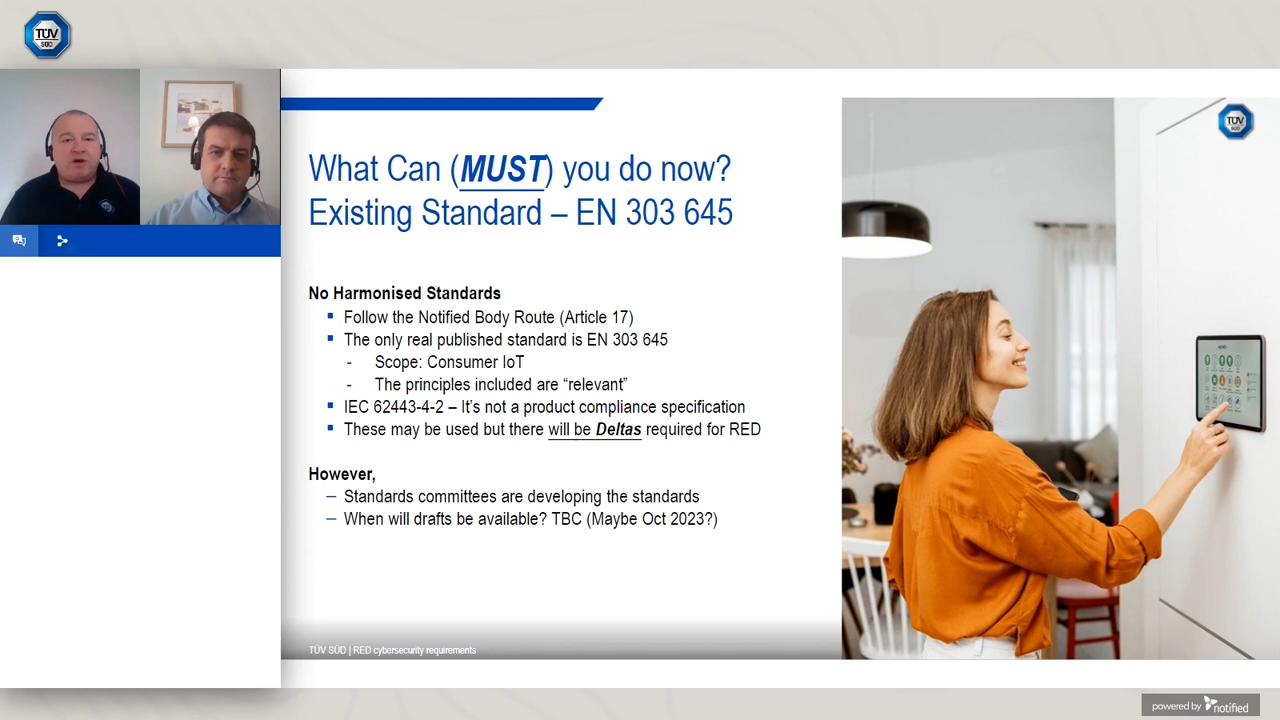 TÜV
SÜD
TÜV
SÜD
What Can (MUST) you do now?
Existing Standard – EN 303 645
No Harmonised Standards
▪ Follow the Notified Body Route (Article 17)
▪ The only real published standard is EN 303 645
- Scope: Consumer IoT
- The principles included are “relevant”
▪ IEC 62443-4-2 – It’s not a product compliance specification
▪ These may be used but there will be Deltas required for RED
However,
– Standards committees are developing the standards
– When will drafts be available? TBC (Maybe Oct 2023?)
TÜV SÜD | RED cybersecurity requirements
powered by notified